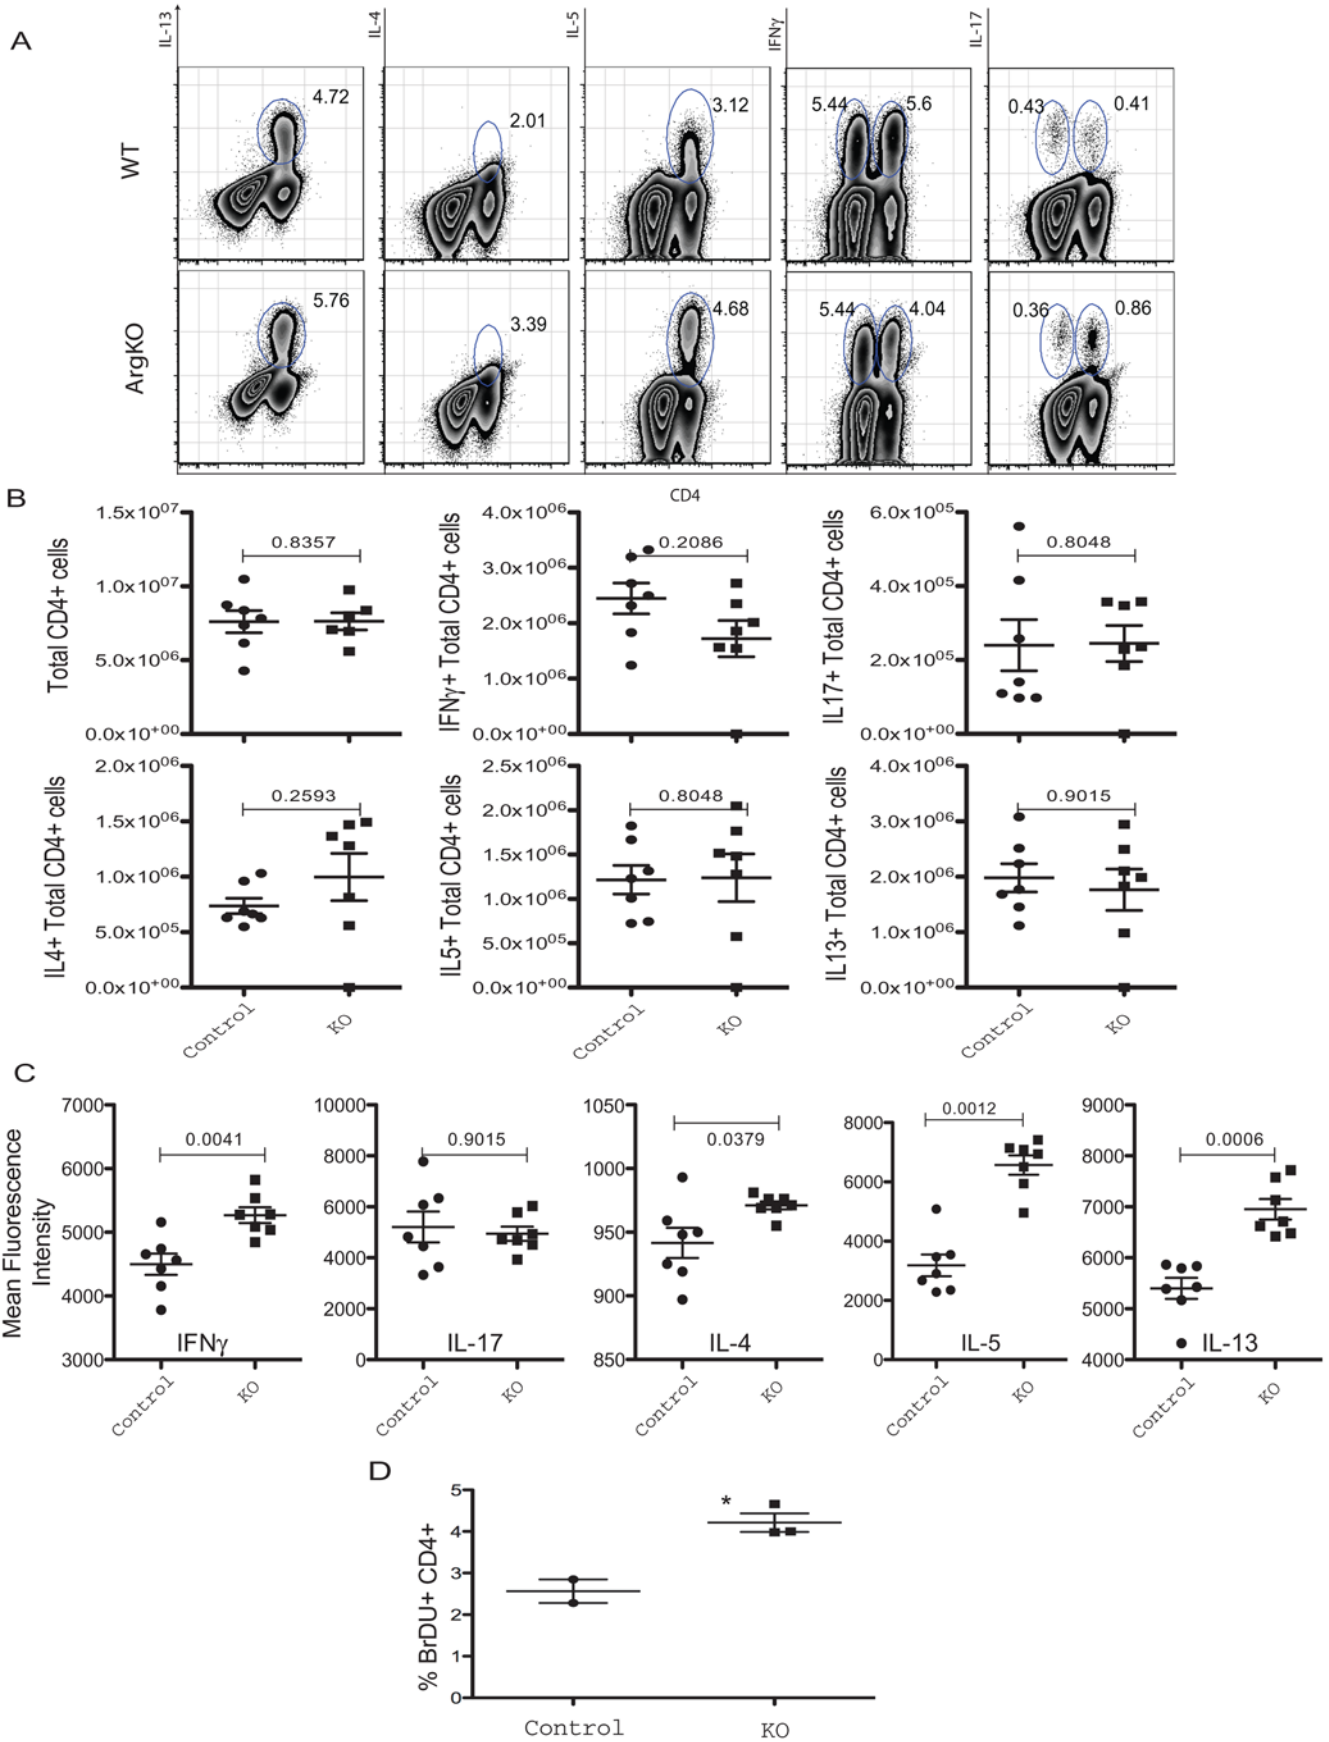 A
IL-13
IL-4
IL-5
IFNγ
IL-17
WT
4.72
2.01
3.12
5.44
5.6
0.43
0.41
ArgKO
5.76
3.39
4.68
5.44
4.04
0.36
0.86
CD4
B
Total CD4+ cells
1.5x10⁰⁷
1.0x10⁰⁷
5.0x10⁰⁶
0.0x10⁺⁰⁰
0.8357
IFNγ+ Total CD4+ cells
4.0x10⁰⁶
3.0x10⁰⁶
2.0x10⁰⁶
1.0x10⁰⁶
0.0x10⁺⁰⁰
0.2086
IL17+ Total CD4+ cells
6.0x10⁰⁵
4.0x10⁰⁵
2.0x10⁰⁵
0.0x10⁺⁰⁰
0.8048
IL4+ Total CD4+ cells
2.0x10⁰⁶
1.5x10⁰⁶
1.0x10⁰⁶
5.0x10⁰⁵
0.0x10⁺⁰⁰
0.2593
Control
KO
IL5+ Total CD4+ cells
2.5x10⁰⁶
2.0x10⁰⁶
1.5x10⁰⁶
1.0x10⁰⁶
5.0x10⁰⁵
0.0x10⁺⁰⁰
0.8048
Control
KO
IL13+ Total CD4+ cells
4.0x10⁰⁶
3.0x10⁰⁶
2.0x10⁰⁶
1.0x10⁰⁶
0.0x10⁺⁰⁰
0.9015
Control
KO
C
Mean Fluorescence
Intensity
7000
6000
5000
4000
3000
0.0041
IFNγ
Control
KO
10000
8000
6000
4000
2000
0
0.9015
IL-17
Control
KO
1050
1000
950
900
850
0.0379
IL-4
Control
KO
8000
6000
4000
2000
0
0.0012
IL-5
Control
KO
9000
8000
7000
6000
5000
4000
0.0006
IL-13
Control
KO
D
% BrDU+ CD4+
5
4
3
2
1
0
*
Control
KO